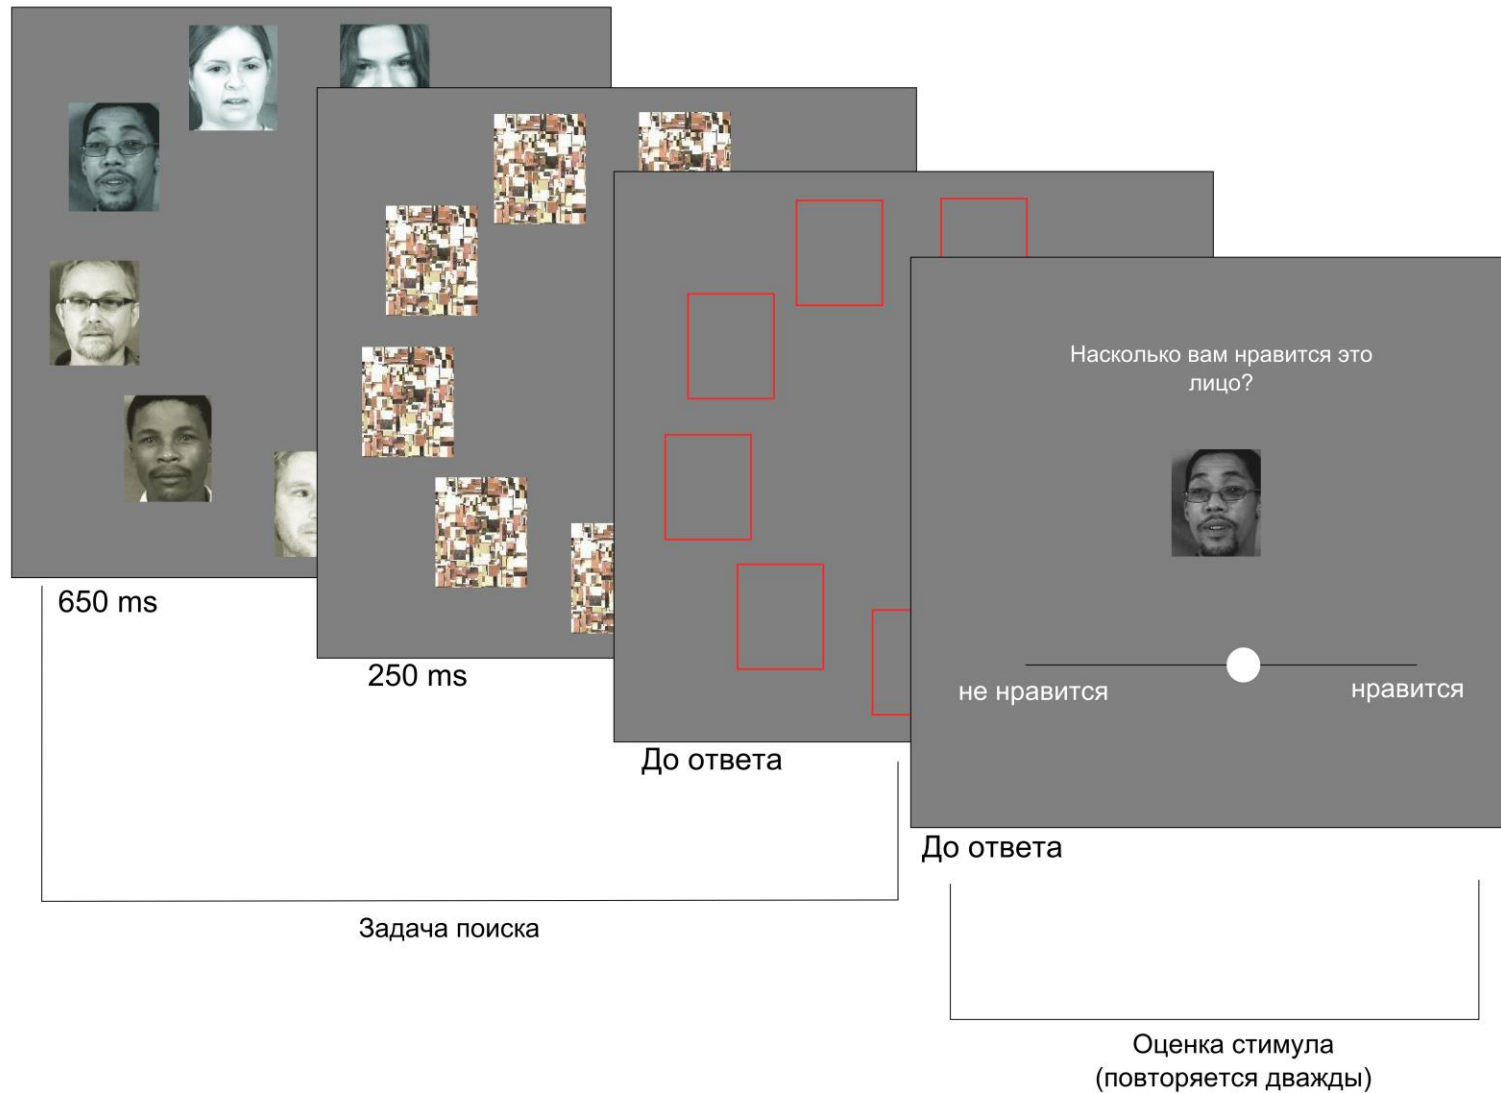 650 ms
250 ms
До ответа
Насколько вам нравится это
лицо?
не нравится
нравится
До ответа
Задача поиска
Оценка стимула
(повторяется дважды)